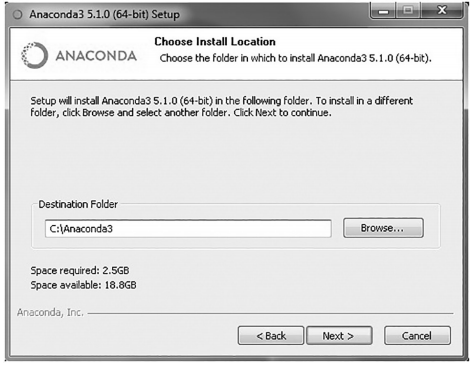 Anaconda3 5.1.0 (64-bit) Setup
ANACONDA
Choose Install Location
Choose the folder in which to install Anaconda3 5.1.0 (64-bit).
Setup will install Anaconda3 5.1.0 (64-bit) in the following folder. To install in a different
folder, click Browse and select another folder. Click Next to continue.
Destination Folder
C:\Anaconda3
Browse...
Space required: 2.5GB
Space available: 18.8GB
Anaconda, Inc.
< Back
Next >
Cancel